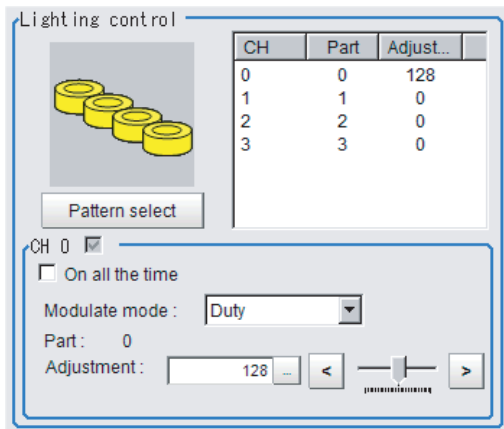 Lighting control
CH Part Adjust...
0 0 128
1 1 0
2 2 0
3 3 0
Pattern select
CH 0
On all the time
Modulate mode : Duty
Part : 0
Adjustment : 128 ... < >